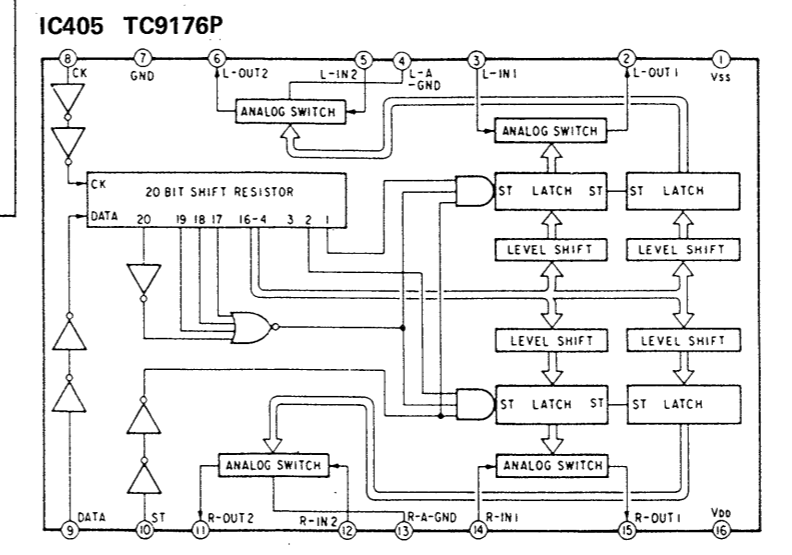 IC405 TC9176P
8 7 6 5 4 3 2 1
CK GND L-OUT2 L-IN2 L-A-GND L-IN1 L-OUT1 VSS
ANALOG SWITCH
ANALOG SWITCH
CK
20 BIT SHIFT RESISTOR
ST LATCH ST ST LATCH
DATA 20 19 18 17 16-4 3 2 1
LEVEL SHIFT LEVEL SHIFT
LEVEL SHIFT LEVEL SHIFT
ST LATCH ST ST LATCH
ANALOG SWITCH ANALOG SWITCH
DATA ST R-OUT2 R-IN2 R-A-GND R-IN1 R-OUT1 VDD
9 10 11 12 13 14 15 16